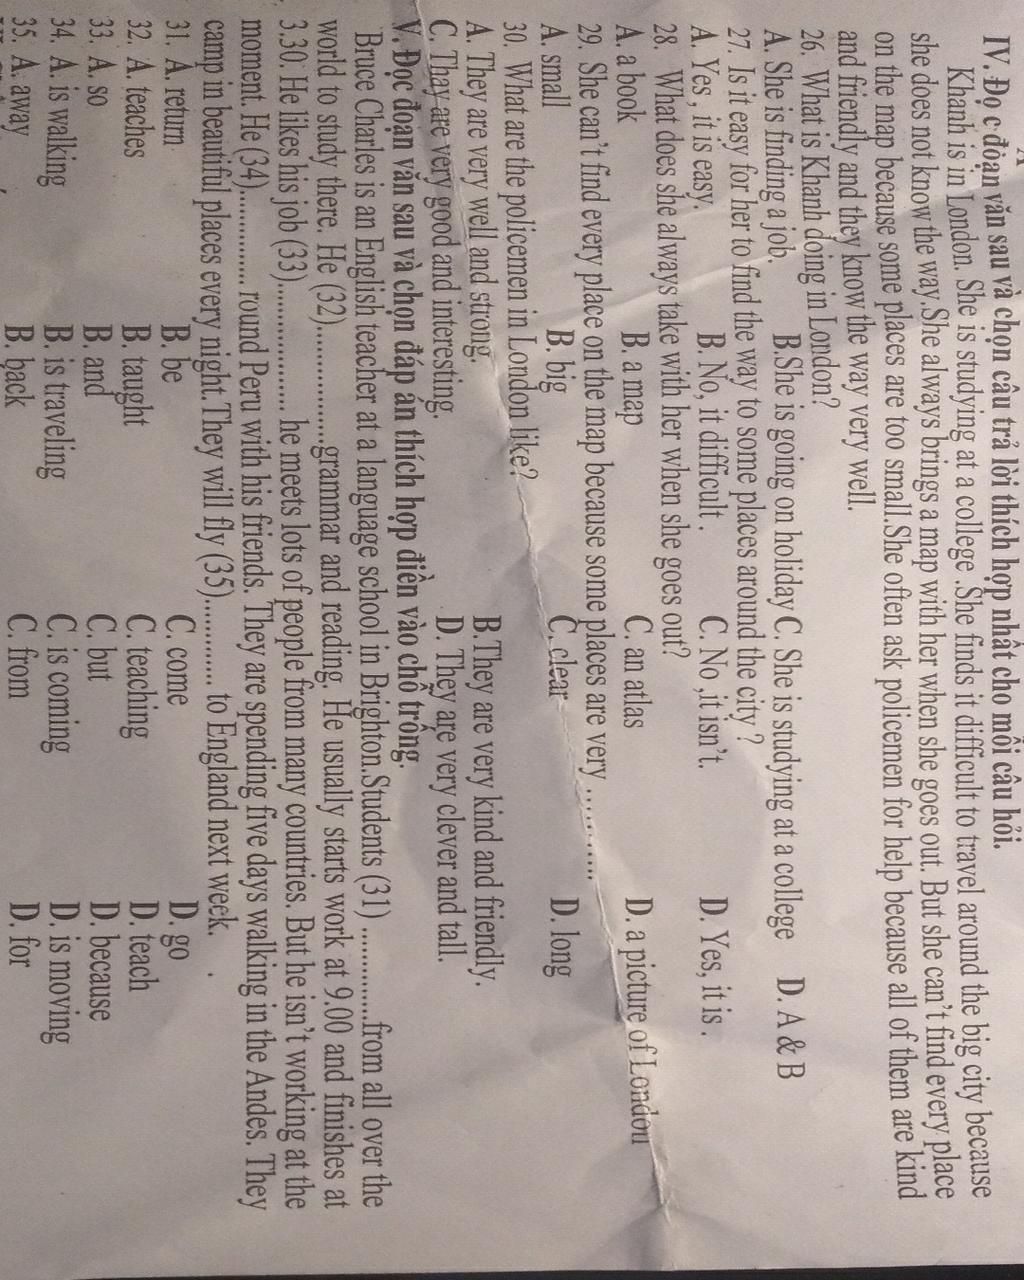 IV. Đọ c đòan văn sau và chọn câu trả lời thích hợp nhất cho mỗi câu hỏi.
Khanh is in London. She is studying at a college .She finds it difficult to travel around the big city because
she does not know the way.She always brings a map with her when she goes out. But she can't find every place
on the map because some places are too small.She often ask policemen for help because all of them are kind
and friendly and they know the way very well.
26. What is Khanh doing in London?
A. She is finding a job. B.She is going on holiday C. She is studying at a college D. A & B
27. Is it easy for her to find the way to some places around the city ?
A. Yes , it is easy. B. No, it difficult . C. No ,it isn't. D. Yes, it is .
28. What does she always take with her when she goes out?
A. a book B. a map C. an atlas D. a picture of London
29. She can't find every place on the map because some places are very ..........
A. small B. big C. clear D. long
30. What are the policemen in London like?
A. They are very well and strong. B.They are very kind and friendly.
C. They are very good and interesting. D. They are very clever and tall.
V. Đọc đoạn văn sau và chọn đáp án thích hợp điền vào chỗ trống.
Bruce Charles is an English teacher at a language school in Brighton.Students (31) ............from all over the
world to study there. He (32)..............grammar and reading. He usually starts work at 9.00 and finishes at
3.30. He likes his job (33)............... he meets lots of people from many countries. But he isn't working at the
moment. He (34)............ round Peru with his friends. They are spending five days walking in the Andes. They
camp in beautiful places every night.They will fly (35)........... to England next week.
31. A. return B. be C. come D. go
32. A. teaches B. taught C. teaching D. teach
33. A. so B. and C. but D. because
34. A. is walking B. is traveling C. is coming D. is moving
35. A. away B. back C. from D. for